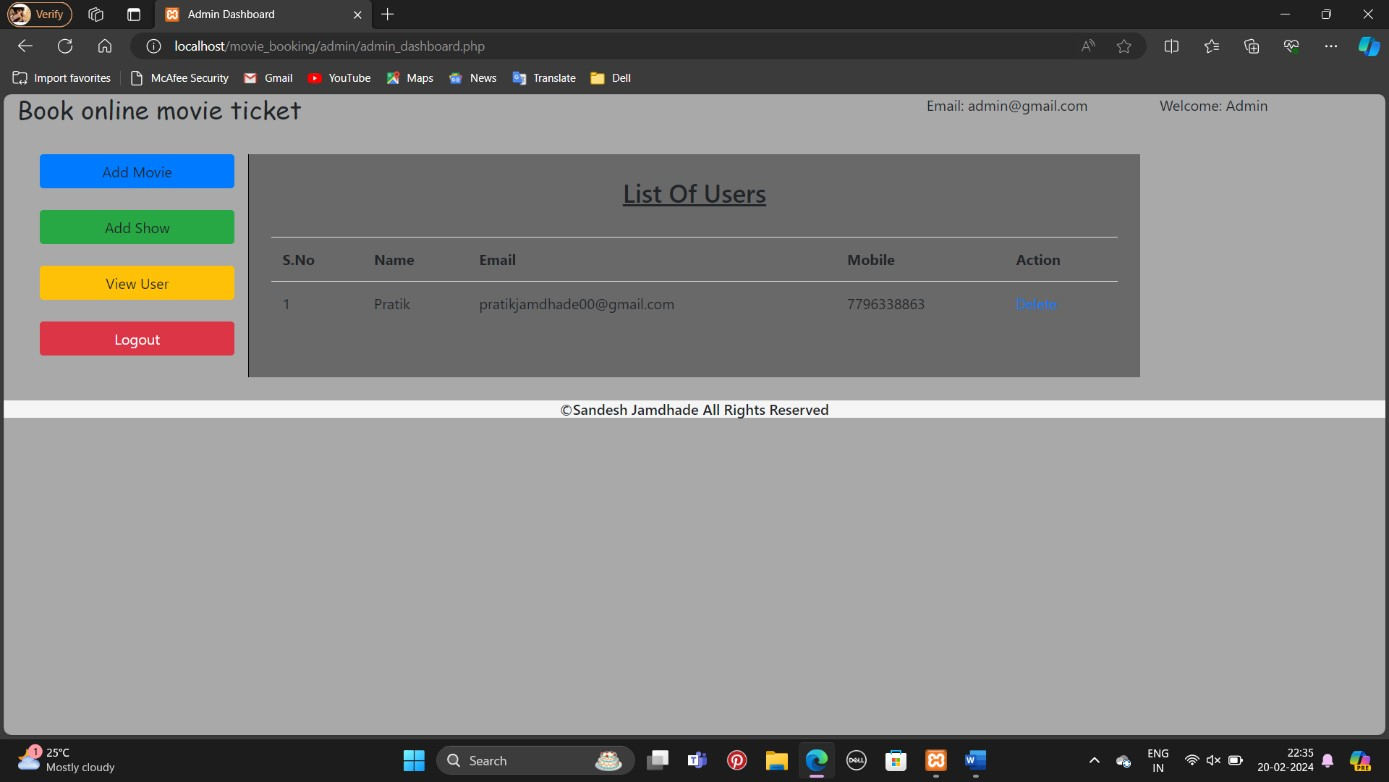 Verify
Admin Dashboard
localhost/movie_booking/admin/admin_dashboard.php
Import favorites McAfee Security Gmail YouTube Maps News Translate Dell
Book online movie ticket Email: admin@gmail.com Welcome: Admin
Add Movie
Add Show
View User
Logout
List Of Users
S.No Name Email Mobile Action
1 Pratik pratikjamdhade00@gmail.com 7796338863 Delete
©Sandesh Jamdhade All Rights Reserved
1
25°C
Mostly cloudy
Search
DELL
W
ENG
IN
22:35
20-02-2024
PRE